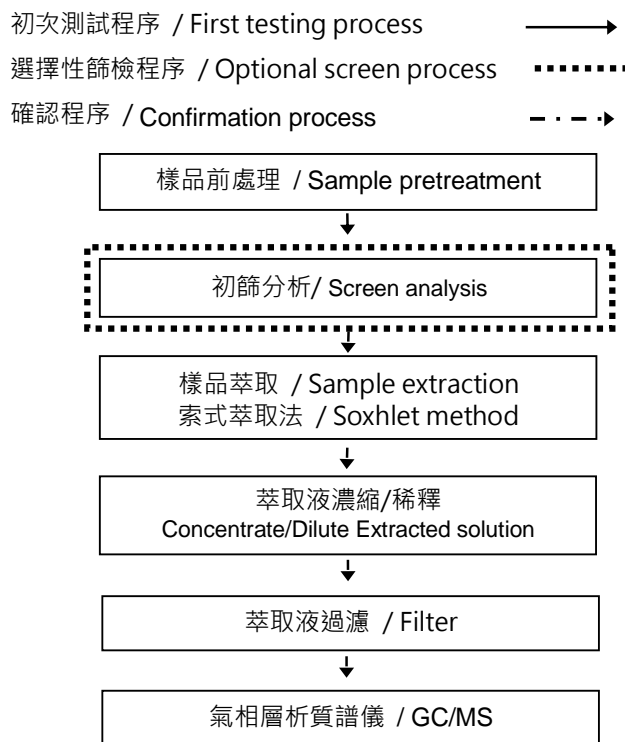 初次測試程序 / First testing process
選擇性篩檢程序 / Optional screen process
確認程序 / Confirmation process
樣品前處理 / Sample pretreatment
初篩分析/ Screen analysis
樣品萃取 / Sample extraction
索式萃取法 / Soxhlet method
萃取液濃縮/稀釋
Concentrate/Dilute Extracted solution
萃取液過濾 / Filter
氣相層析質譜儀 / GC/MS